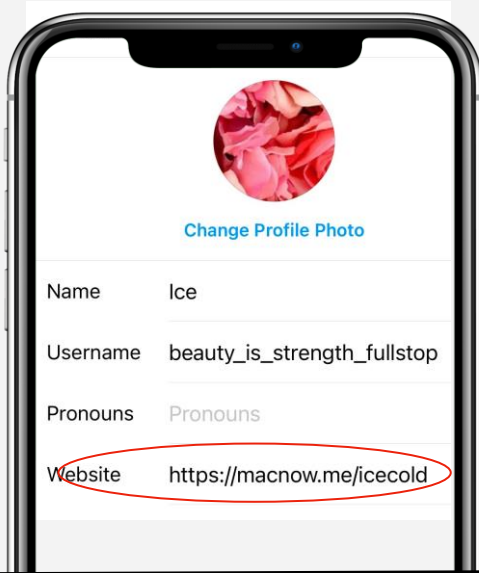 Change Profile Photo
Name Ice
Username beauty_is_strength_fullstop
Pronouns Pronouns
Website https://macnow.me/icecold